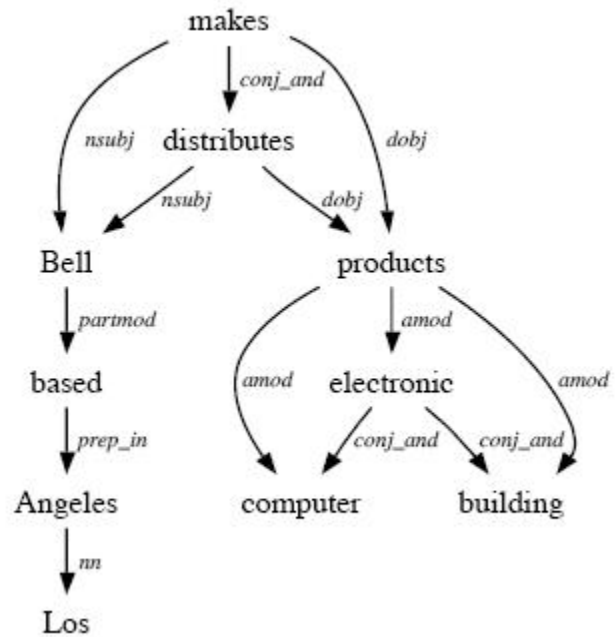 makes
conj_and
nsubj
distributes
dobj
nsubj
dobj
Bell
products
partmod
amod
based
amod
electronic
amod
prep_in
conj_and
conj_and
Angeles
computer
building
nn
Los